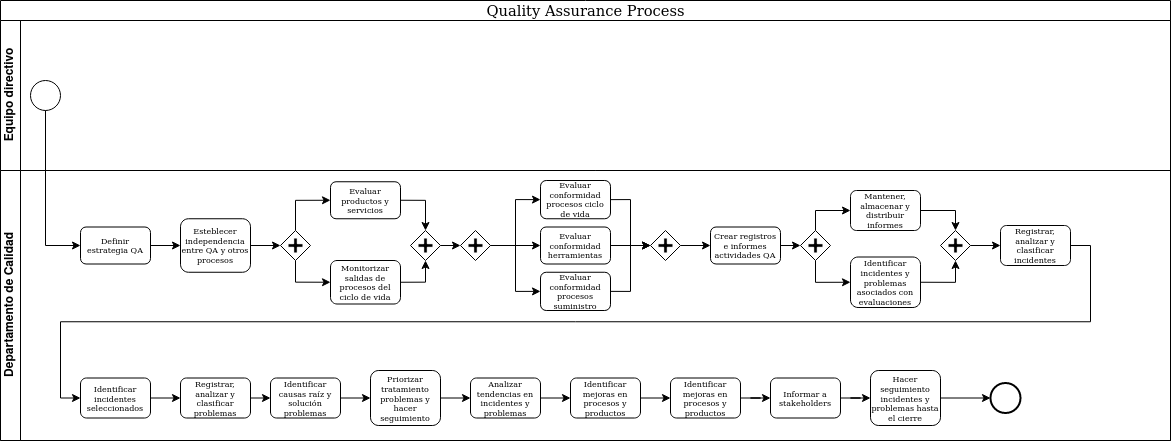 Quality Assurance Process
Equipo directivo
Departamento de Calidad
Definir
estrategia QA
Establecer
independencia
entre QA y otros
procesos
Evaluar
productos y
servicios
Monitorizar
salidas de
procesos del
ciclo de vida
Evaluar
conformidad
procesos ciclo
de vida
Evaluar
conformidad
herramientas
Evaluar
conformidad
procesos
suministro
Crear registros
e informes
actividades QA
Mantener,
almacenar y
distribuir
informes
Identificar
incidentes y
problemas
asociados con
evaluaciones
Registrar,
analizar y
clasificar
incidentes
Identificar
incidentes
seleccionados
Registrar,
analizar y
clasificar
problemas
Identificar
causas raíz y
solución
problemas
Priorizar
tratamiento
problemas y
hacer
seguimiento
Analizar
tendencias en
incidentes y
problemas
Identificar
mejoras en
procesos y
productos
Identificar
mejoras en
procesos y
productos
Informar a
stakeholders
Hacer
seguimiento
incidentes y
problemas hasta
el cierre